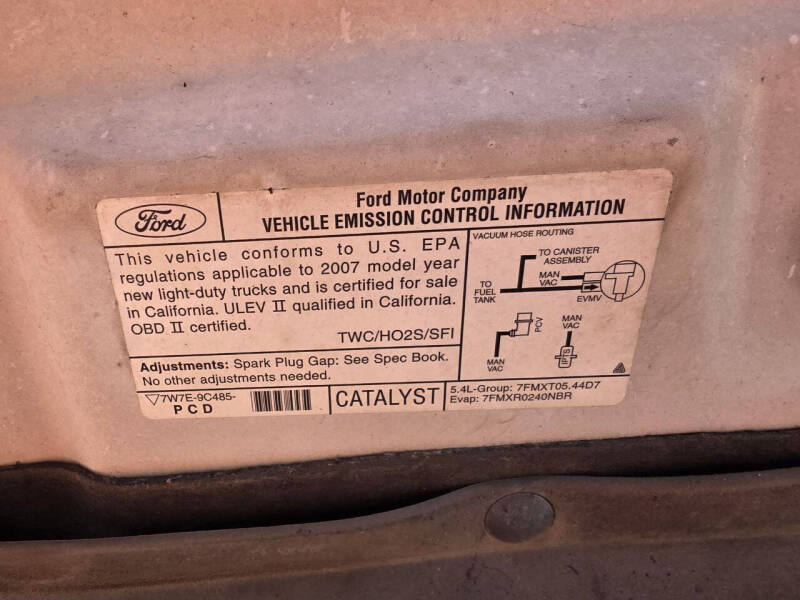 Ford
Ford Motor Company
VEHICLE EMISSION CONTROL INFORMATION
This vehicle conforms to U.S. EPA
regulations applicable to 2007 model year
new light-duty trucks and is certified for sale
in California. ULEV II qualified in California.
OBD II certified.
TWC/HO2S/SFI
Adjustments: Spark Plug Gap: See Spec Book.
No other adjustments needed.
VACUUM HOSE ROUTING
TO CANISTER
ASSEMBLY
MAN
VAC
TO
FUEL
TANK
EVMV
PCV
MAN
VAC
MAN
VAC
IPTS
7W7E-9C485-
PCD
CATALYST
5.4L-Group: 7FMXT05.44D7
Evap: 7FMXR0240NBR